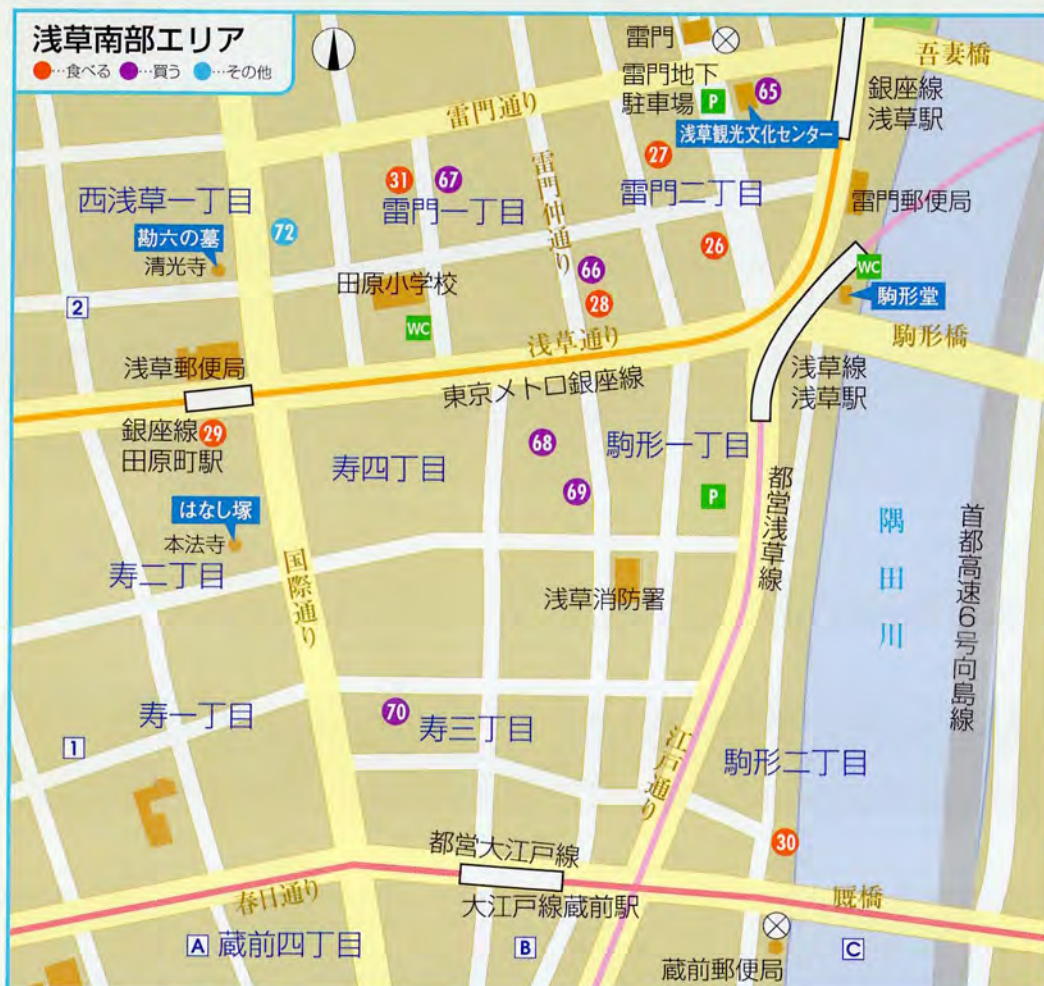 浅草南部エリア
…食べる …買う …その他
雷門
吾妻橋
雷門地下
駐車場
P
65
銀座線
浅草駅
雷門通り
浅草観光文化センター
27
31
67
雷門仲通り
雷門二丁目
西浅草一丁目
雷門一丁目
雷門郵便局
72
勘六の墓
清光寺
26
66
WC
田原小学校
28
駒形堂
2
WC
浅草通り
駒形橋
浅草郵便局
東京メトロ銀座線
浅草線
浅草駅
銀座線
田原町駅
29
68
駒形一丁目
寿四丁目
69
P
都営浅草線
はなし塚
本法寺
隅田川
首都高速6号向島線
国際通り
寿二丁目
浅草消防署
70
寿一丁目
寿三丁目
1
江戸通り
駒形二丁目
都営大江戸線
30
春日通り
大江戸線蔵前駅
厩橋
A
蔵前四丁目
B
C
蔵前郵便局